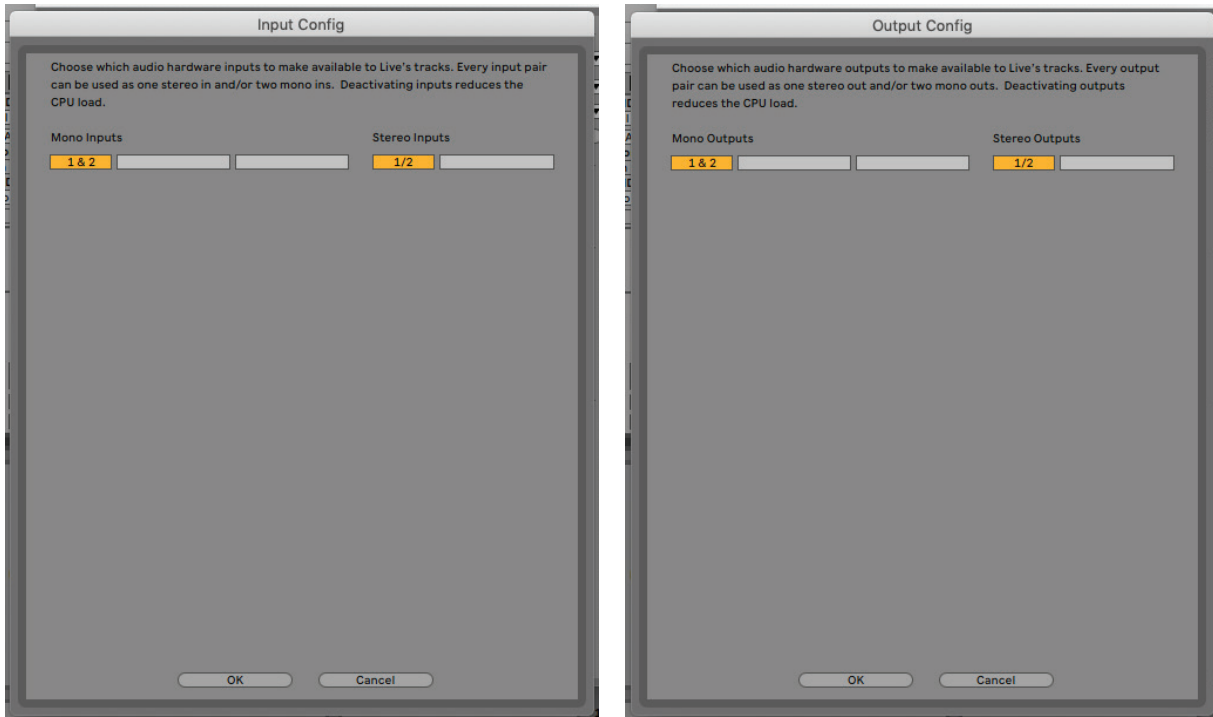 Input Config
Choose which audio hardware inputs to make available to Live's tracks. Every input pair
can be used as one stereo in and/or two mono ins. Deactivating inputs reduces the
CPU load.
Mono Inputs
Stereo Inputs
1 & 2
1/2
OK
Cancel
Output Config
Choose which audio hardware outputs to make available to Live's tracks. Every output
pair can be used as one stereo out and/or two mono outs. Deactivating outputs
reduces the CPU load.
Mono Outputs
Stereo Outputs
1 & 2
1/2
OK
Cancel